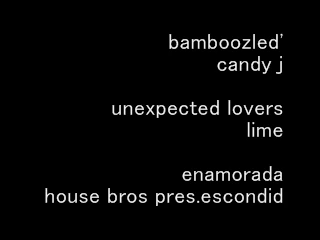 bamboozled'
candy j
unexpected lovers
lime
enamorada
house bros pres.escondid